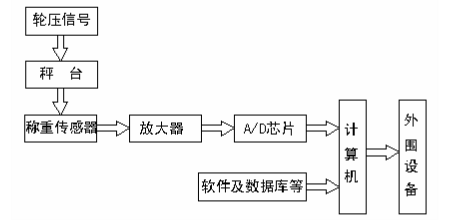 轮压信号
秤 台
称重传感器
放大器
A/D芯片
计算机
外围设备
软件及数据库等